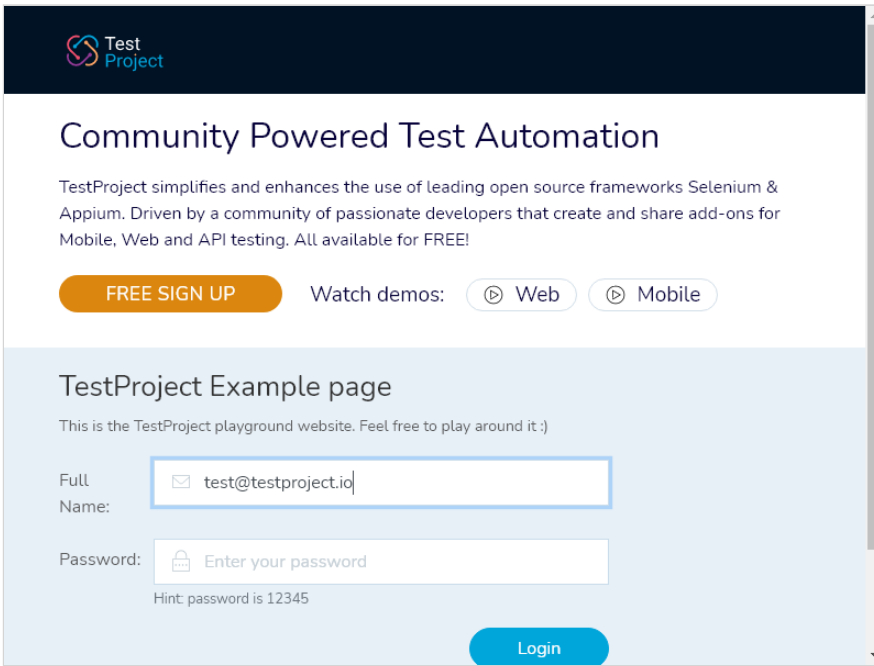 Test
Project
Community Powered Test Automation
TestProject simplifies and enhances the use of leading open source frameworks Selenium &
Appium. Driven by a community of passionate developers that create and share add-ons for
Mobile, Web and API testing. All available for FREE!
FREE SIGN UP Watch demos: Web Mobile
TestProject Example page
This is the TestProject playground website. Feel free to play around it :)
Full
Name: test@testproject.io
Password: Enter your password
Hint: password is 12345
Login